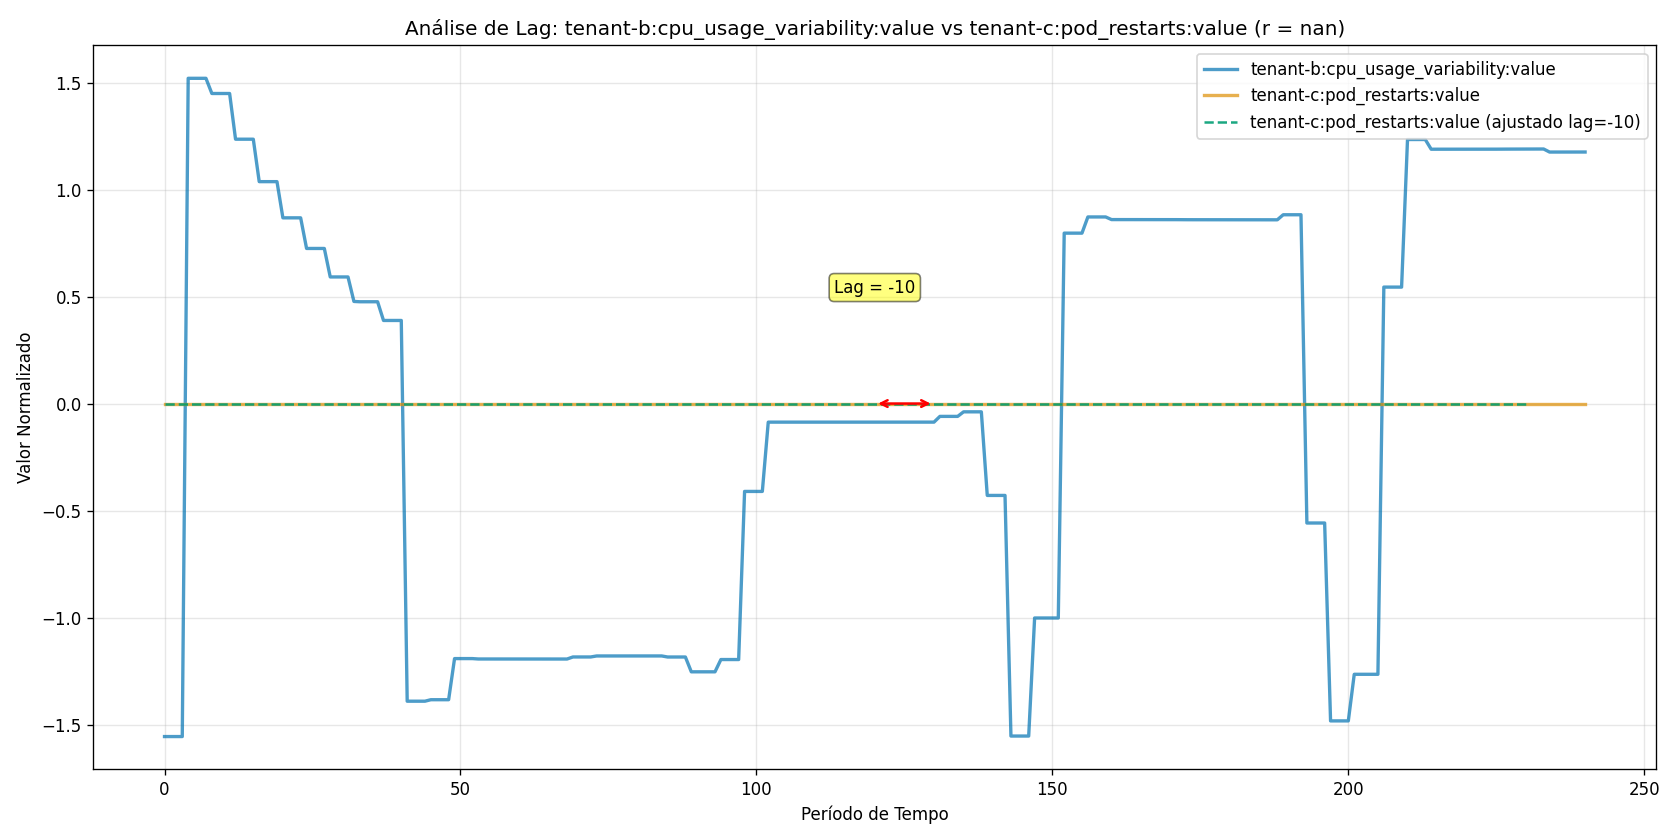 Análise de Lag: tenant-b:cpu_usage_variability:value vs tenant-c:pod_restarts:value (r = nan)
tenant-b:cpu_usage_variability:value
tenant-c:pod_restarts:value
tenant-c:pod_restarts:value (ajustado lag=-10)
Valor Normalizado
1.5
1.0
0.5
0.0
−0.5
−1.0
−1.5
Lag = -10
0
50
100
150
200
250
Período de Tempo